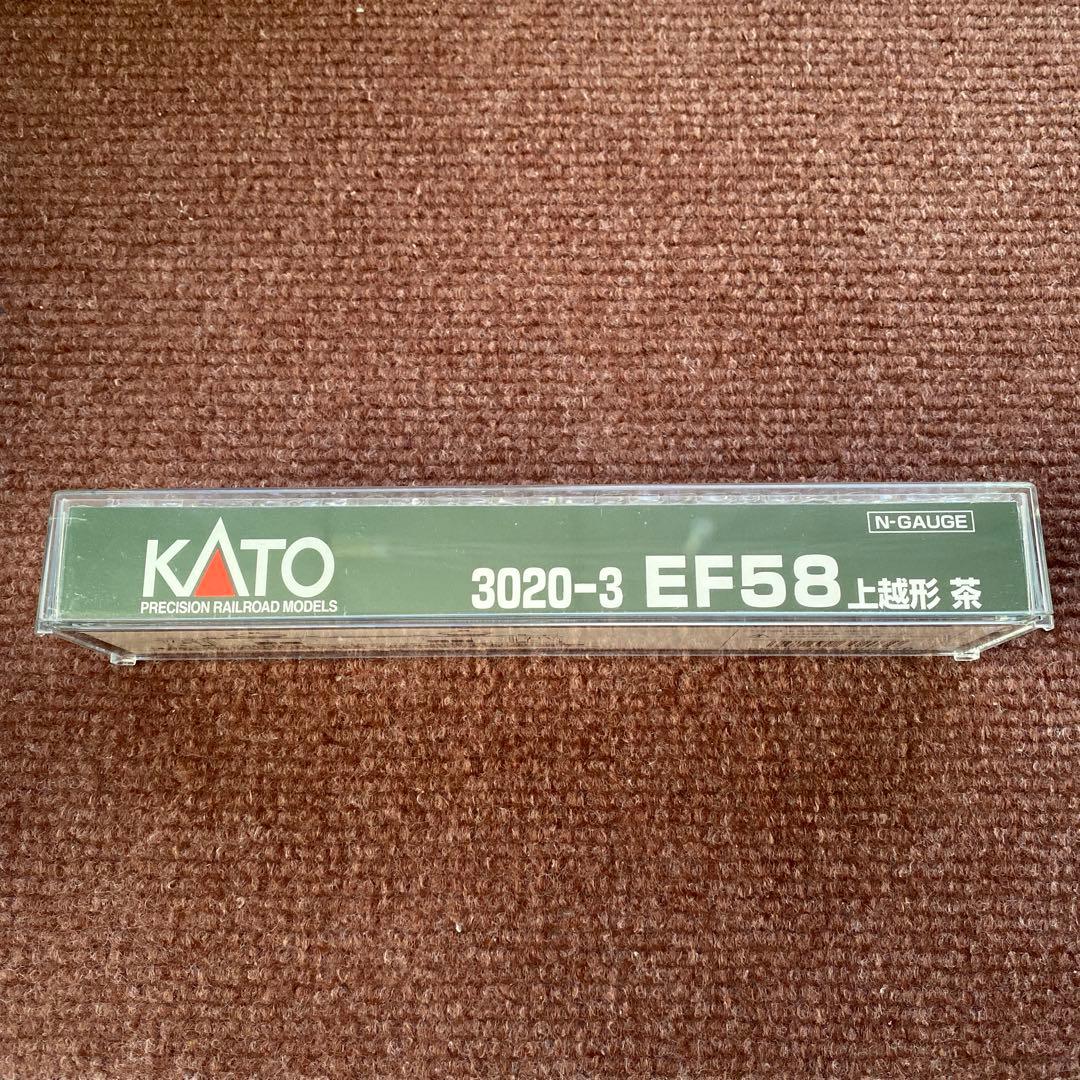 N-GAUGE
KATO
PRECISION RAILROAD MODELS
3020-3 EF58 上越形 茶